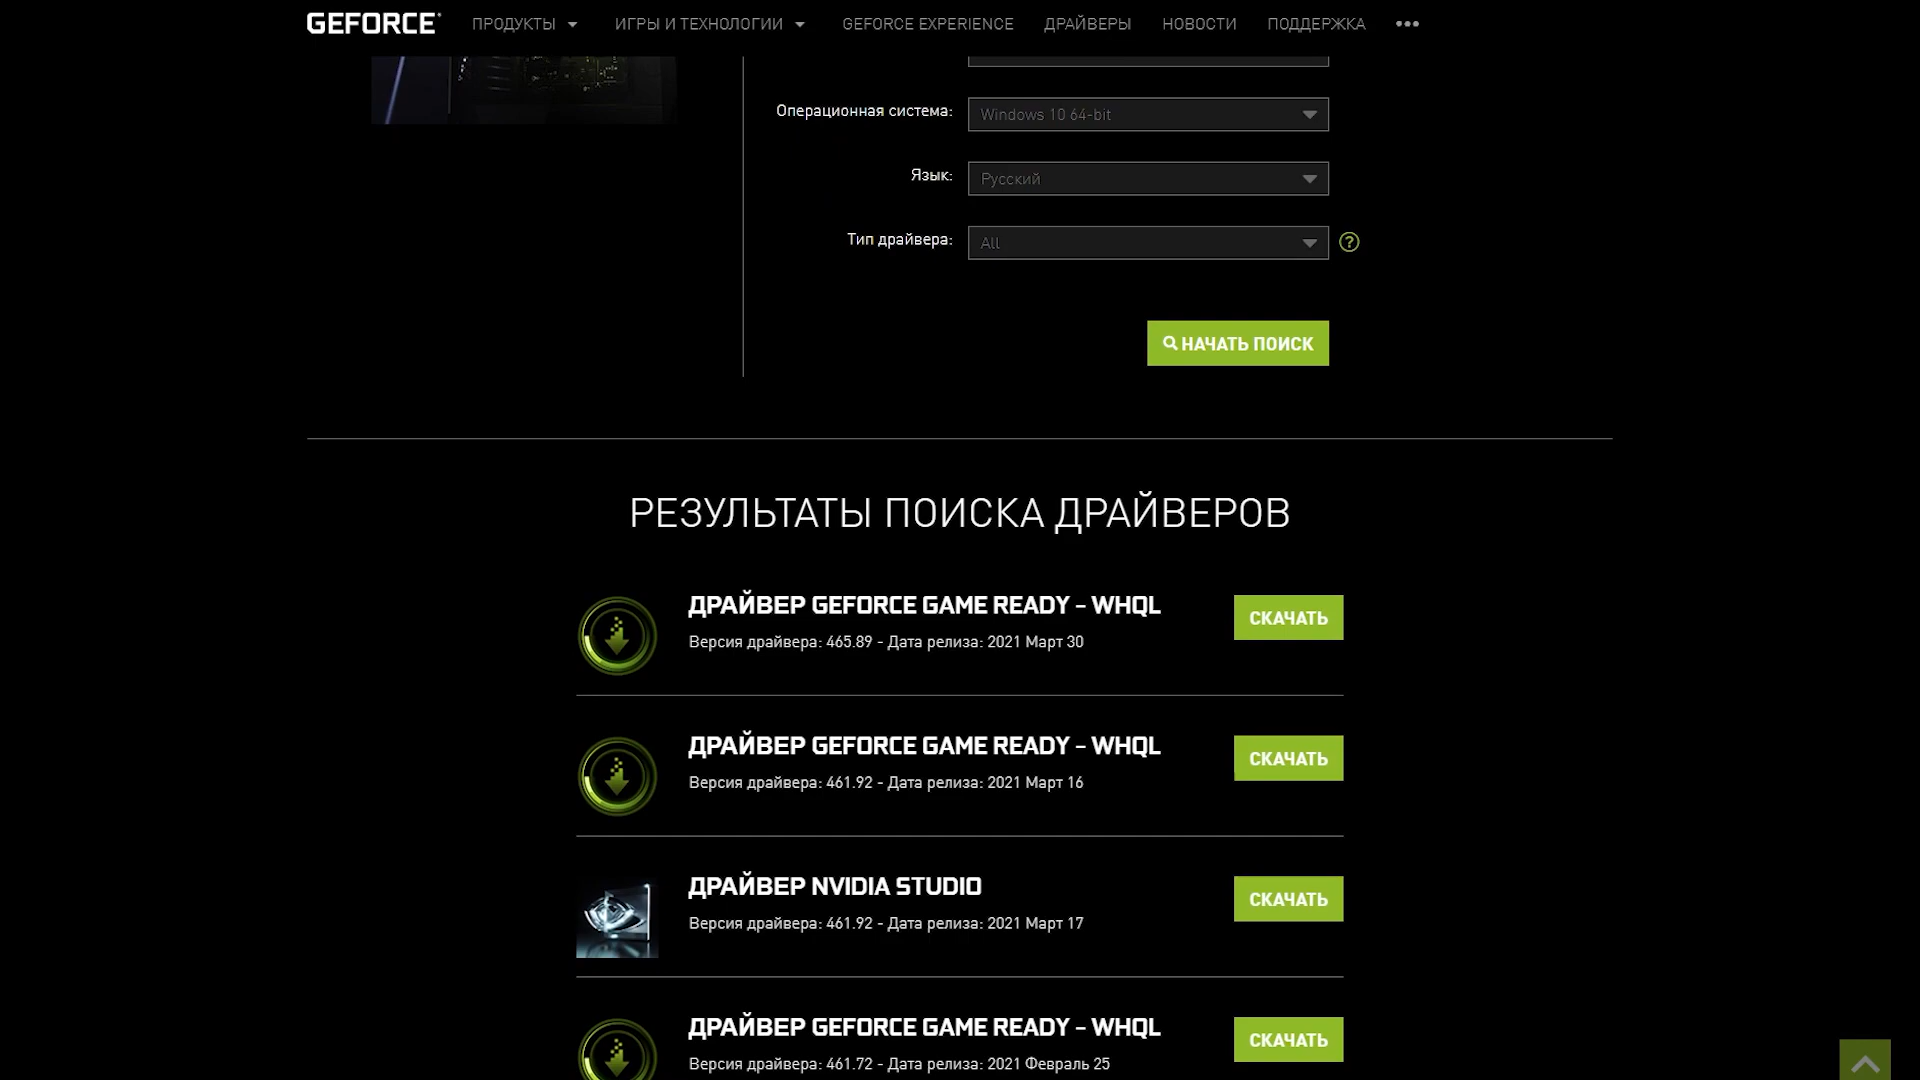 GEFORCE ПРОДУКТЫ ИГРЫ И ТЕХНОЛОГИИ GEFORCE EXPERIENCE ДРАЙВЕРЫ НОВОСТИ ПОДДЕРЖКА •••
Операционная система: Windows 10 64-bit
Язык: Русский
Тип драйвера: All ?
НАЧАТЬ ПОИСК
РЕЗУЛЬТАТЫ ПОИСКА ДРАЙВЕРОВ
ДРАЙВЕР GEFORCE GAME READY - WHQL
СКАЧАТЬ
Версия драйвера: 465.89 - Дата релиза: 2021 Март 30
ДРАЙВЕР GEFORCE GAME READY - WHQL
СКАЧАТЬ
Версия драйвера: 461.92 - Дата релиза: 2021 Март 16
ДРАЙВЕР NVIDIA STUDIO
СКАЧАТЬ
Версия драйвера: 461.92 - Дата релиза: 2021 Март 17
ДРАЙВЕР GEFORCE GAME READY - WHQL
СКАЧАТЬ
Версия драйвера: 461.72 - Дата релиза: 2021 Февраль 25